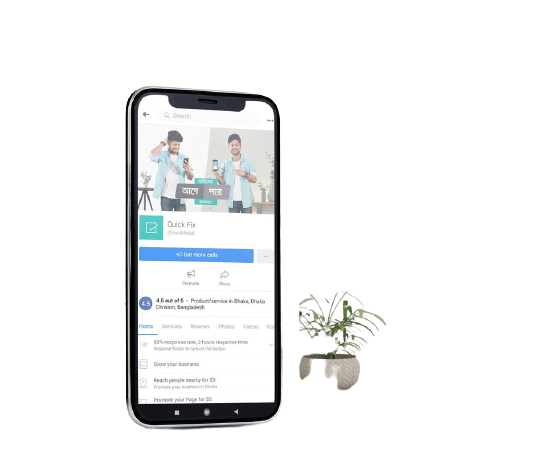 Search
আগে পরে
Quick Fix
Get more calls
Promote
Share
4.5
4.5 out of 5 - Product/service in Dhaka, Dhaka
Division, Bangladesh
Home Services Reviews Photos Videos
response rate, 2 hours response time
Respond faster to turn on the badge
Grow your business
Reach people nearby for $5
Promote your business in Dhaka
Promote your Page for $5